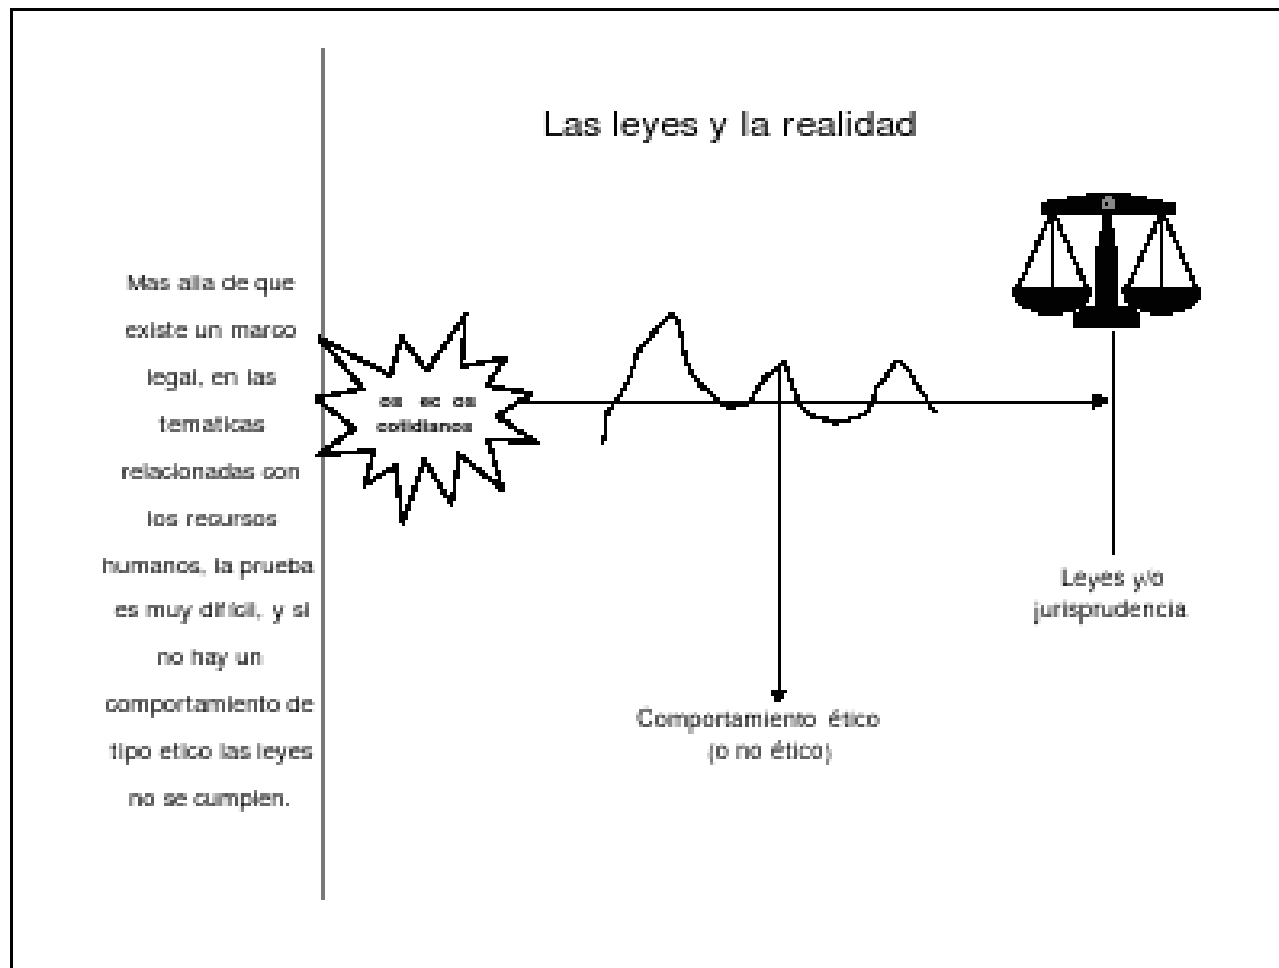 Las leyes y la realidad
Mas alla de que
existe un marco
legal, en las
tematicas
relacionadas con
los recursos
humanos, la prueba
es muy difícil, y si
no hay un
comportamiento de
tipo etico las leyes
no se cumplen.
cotidianos
Leyes y/o
jurisprudencia
Comportamiento ético
(o no ético)